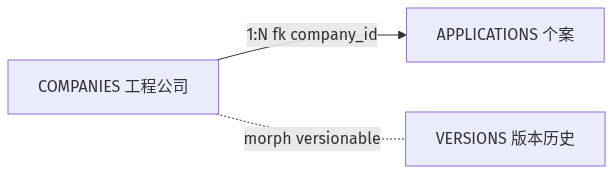 COMPANIES 工程公司
1:N fk company_id
APPLICATIONS 个案
morph versionable
VERSIONS 版本历史